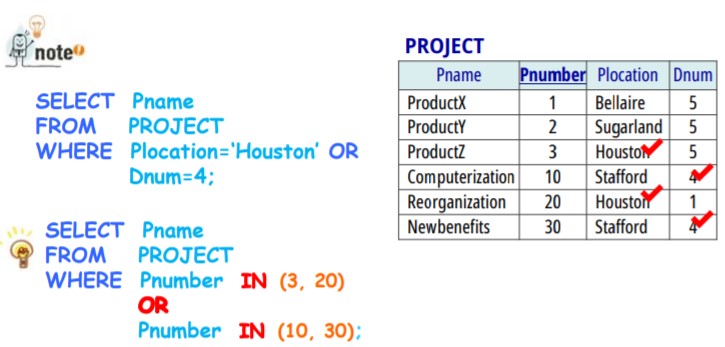 note
SELECT Pname
FROM PROJECT
WHERE Plocation='Houston' OR
Dnum=4;
SELECT Pname
FROM PROJECT
WHERE Pnumber IN (3, 20)
OR
Pnumber IN (10, 30);
PROJECT
Pname Pnumber Plocation Dnum
ProductX 1 Bellaire 5
ProductY 2 Sugarland 5
ProductZ 3 Houston 5
Computerization 10 Stafford 4
Reorganization 20 Houston 1
Newbenefits 30 Stafford 4